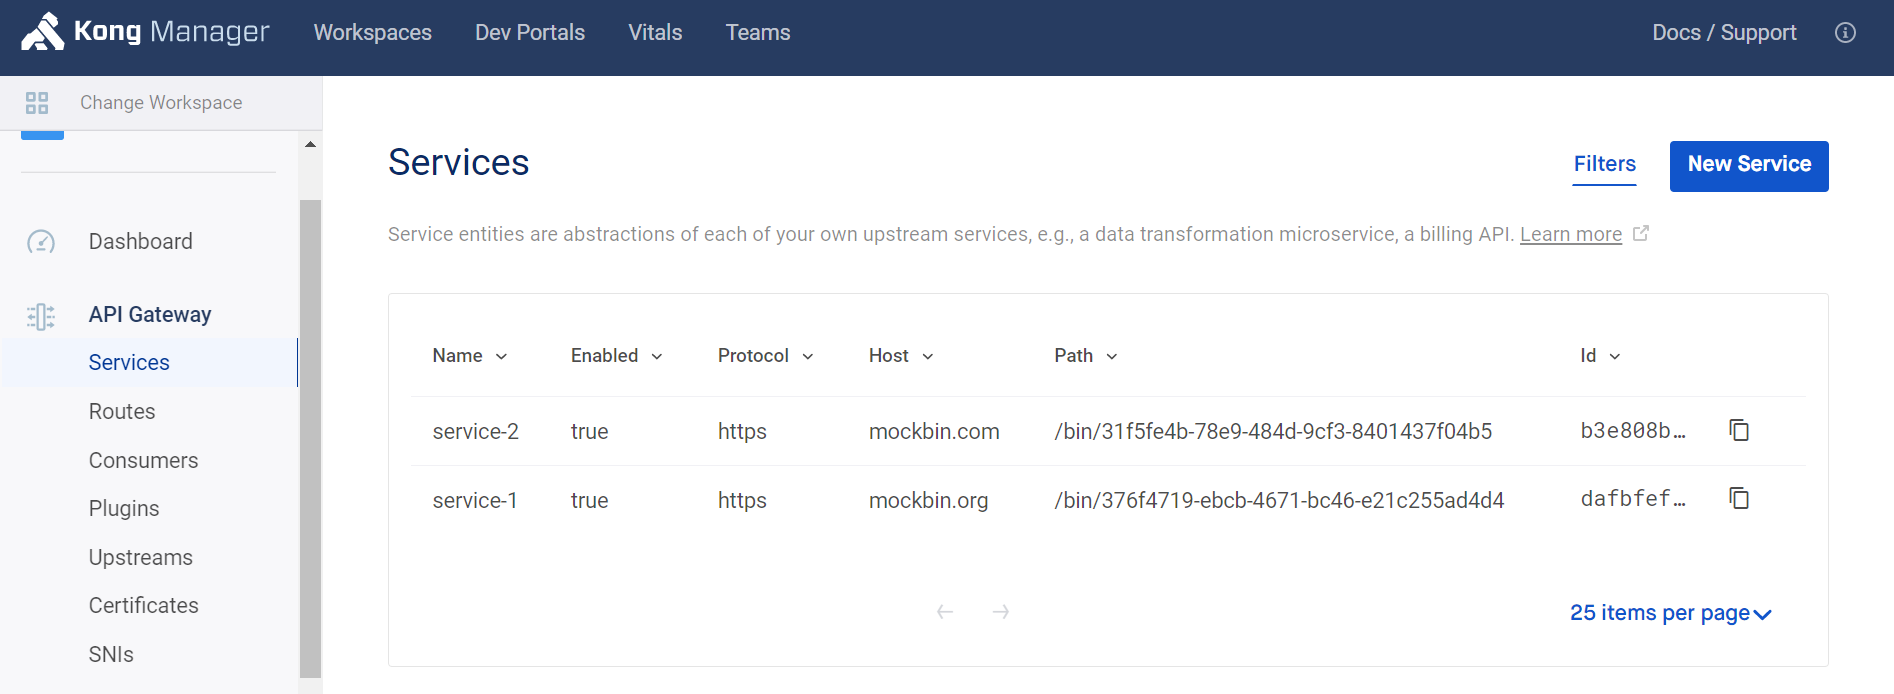 Kong Manager Workspaces Dev Portals Vitals Teams Docs / Support
Change Workspace
Dashboard
API Gateway
Services
Routes
Consumers
Plugins
Upstreams
Certificates
SNIs
Services
Filters New Service
Service entities are abstractions of each of your own upstream services, e.g., a data transformation microservice, a billing API. Learn more
Name Enabled Protocol Host Path Id
service-2 true https mockbin.com /bin/31f5fe4b-78e9-484d-9cf3-8401437f04b5 b3e808b…
service-1 true https mockbin.org /bin/376f4719-ebcb-4671-bc46-e21c255ad4d4 dafbfef…
25 items per page